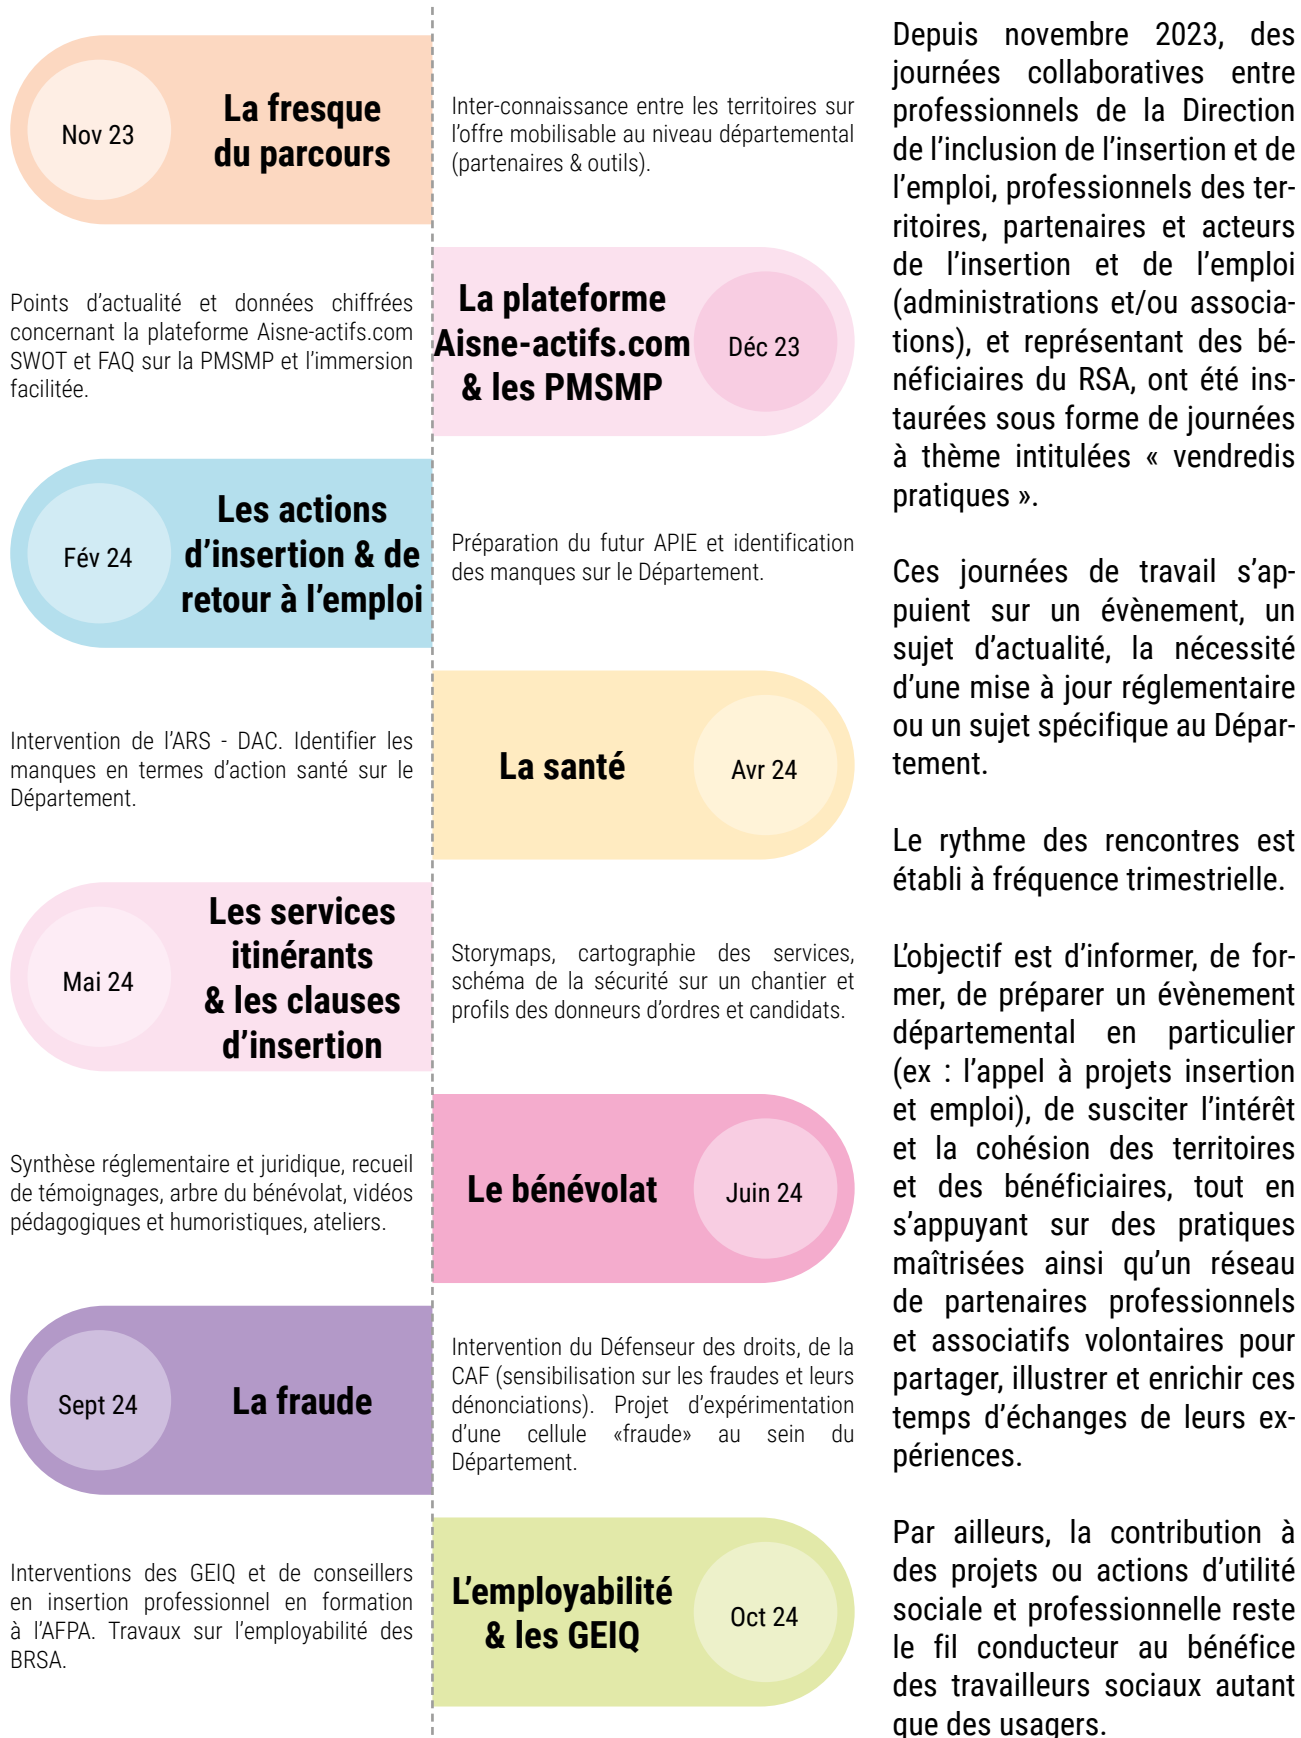 Nov 23
La fresque
du parcours
Inter-connaissance entre les territoires sur
l'offre mobilisable au niveau départemental
(partenaires & outils).
Points d'actualité et données chiffrées
concernant la plateforme Aisne-actifs.com
SWOT et FAQ sur la PMSMP et l'immersion
facilitée.
La plateforme
Aisne-actifs.com
& les PMSMP
Déc 23
Fév 24
Les actions
d'insertion & de
retour à l'emploi
Préparation du futur APIE et identification
des manques sur le Département.
Intervention de l'ARS - DAC. Identifier les
manques en termes d'action santé sur le
Département.
La santé
Avr 24
Mai 24
Les services
itinérants
& les clauses
d'insertion
Storymaps, cartographie des services,
schéma de la sécurité sur un chantier et
profils des donneurs d'ordres et candidats.
Synthèse réglementaire et juridique, recueil
de témoignages, arbre du bénévolat, vidéos
pédagogiques et humoristiques, ateliers.
Le bénévolat
Juin 24
Sept 24
La fraude
Intervention du Défenseur des droits, de la
CAF (sensibilisation sur les fraudes et leurs
dénonciations). Projet d'expérimentation
d'une cellule «fraude» au sein du
Département.
Interventions des GEIQ et de conseillers
en insertion professionnel en formation
à l'AFPA. Travaux sur l'employabilité des
BRSA.
L'employabilité
& les GEIQ
Oct 24
Depuis novembre 2023, des
journées collaboratives entre
professionnels de la Direction
de l'inclusion de l'insertion et de
l'emploi, professionnels des ter-
ritoires, partenaires et acteurs
de l'insertion et de l'emploi
(administrations et/ou associa-
tions), et représentant des bé-
néficiaires du RSA, ont été ins-
taurées sous forme de journées
à thème intitulées « vendredis
pratiques ».
Ces journées de travail s'ap-
puient sur un évènement, un
sujet d'actualité, la nécessité
d'une mise à jour réglementaire
ou un sujet spécifique au Dépar-
tement.
Le rythme des rencontres est
établi à fréquence trimestrielle.
L'objectif est d'informer, de for-
mer, de préparer un évènement
départemental en particulier
(ex : l'appel à projets insertion
et emploi), de susciter l'intérêt
et la cohésion des territoires
et des bénéficiaires, tout en
s'appuyant sur des pratiques
maîtrisées ainsi qu'un réseau
de partenaires professionnels
et associatifs volontaires pour
partager, illustrer et enrichir ces
temps d'échanges de leurs ex-
périences.
Par ailleurs, la contribution à
des projets ou actions d'utilité
sociale et professionnelle reste
le fil conducteur au bénéfice
des travailleurs sociaux autant
que des usagers.